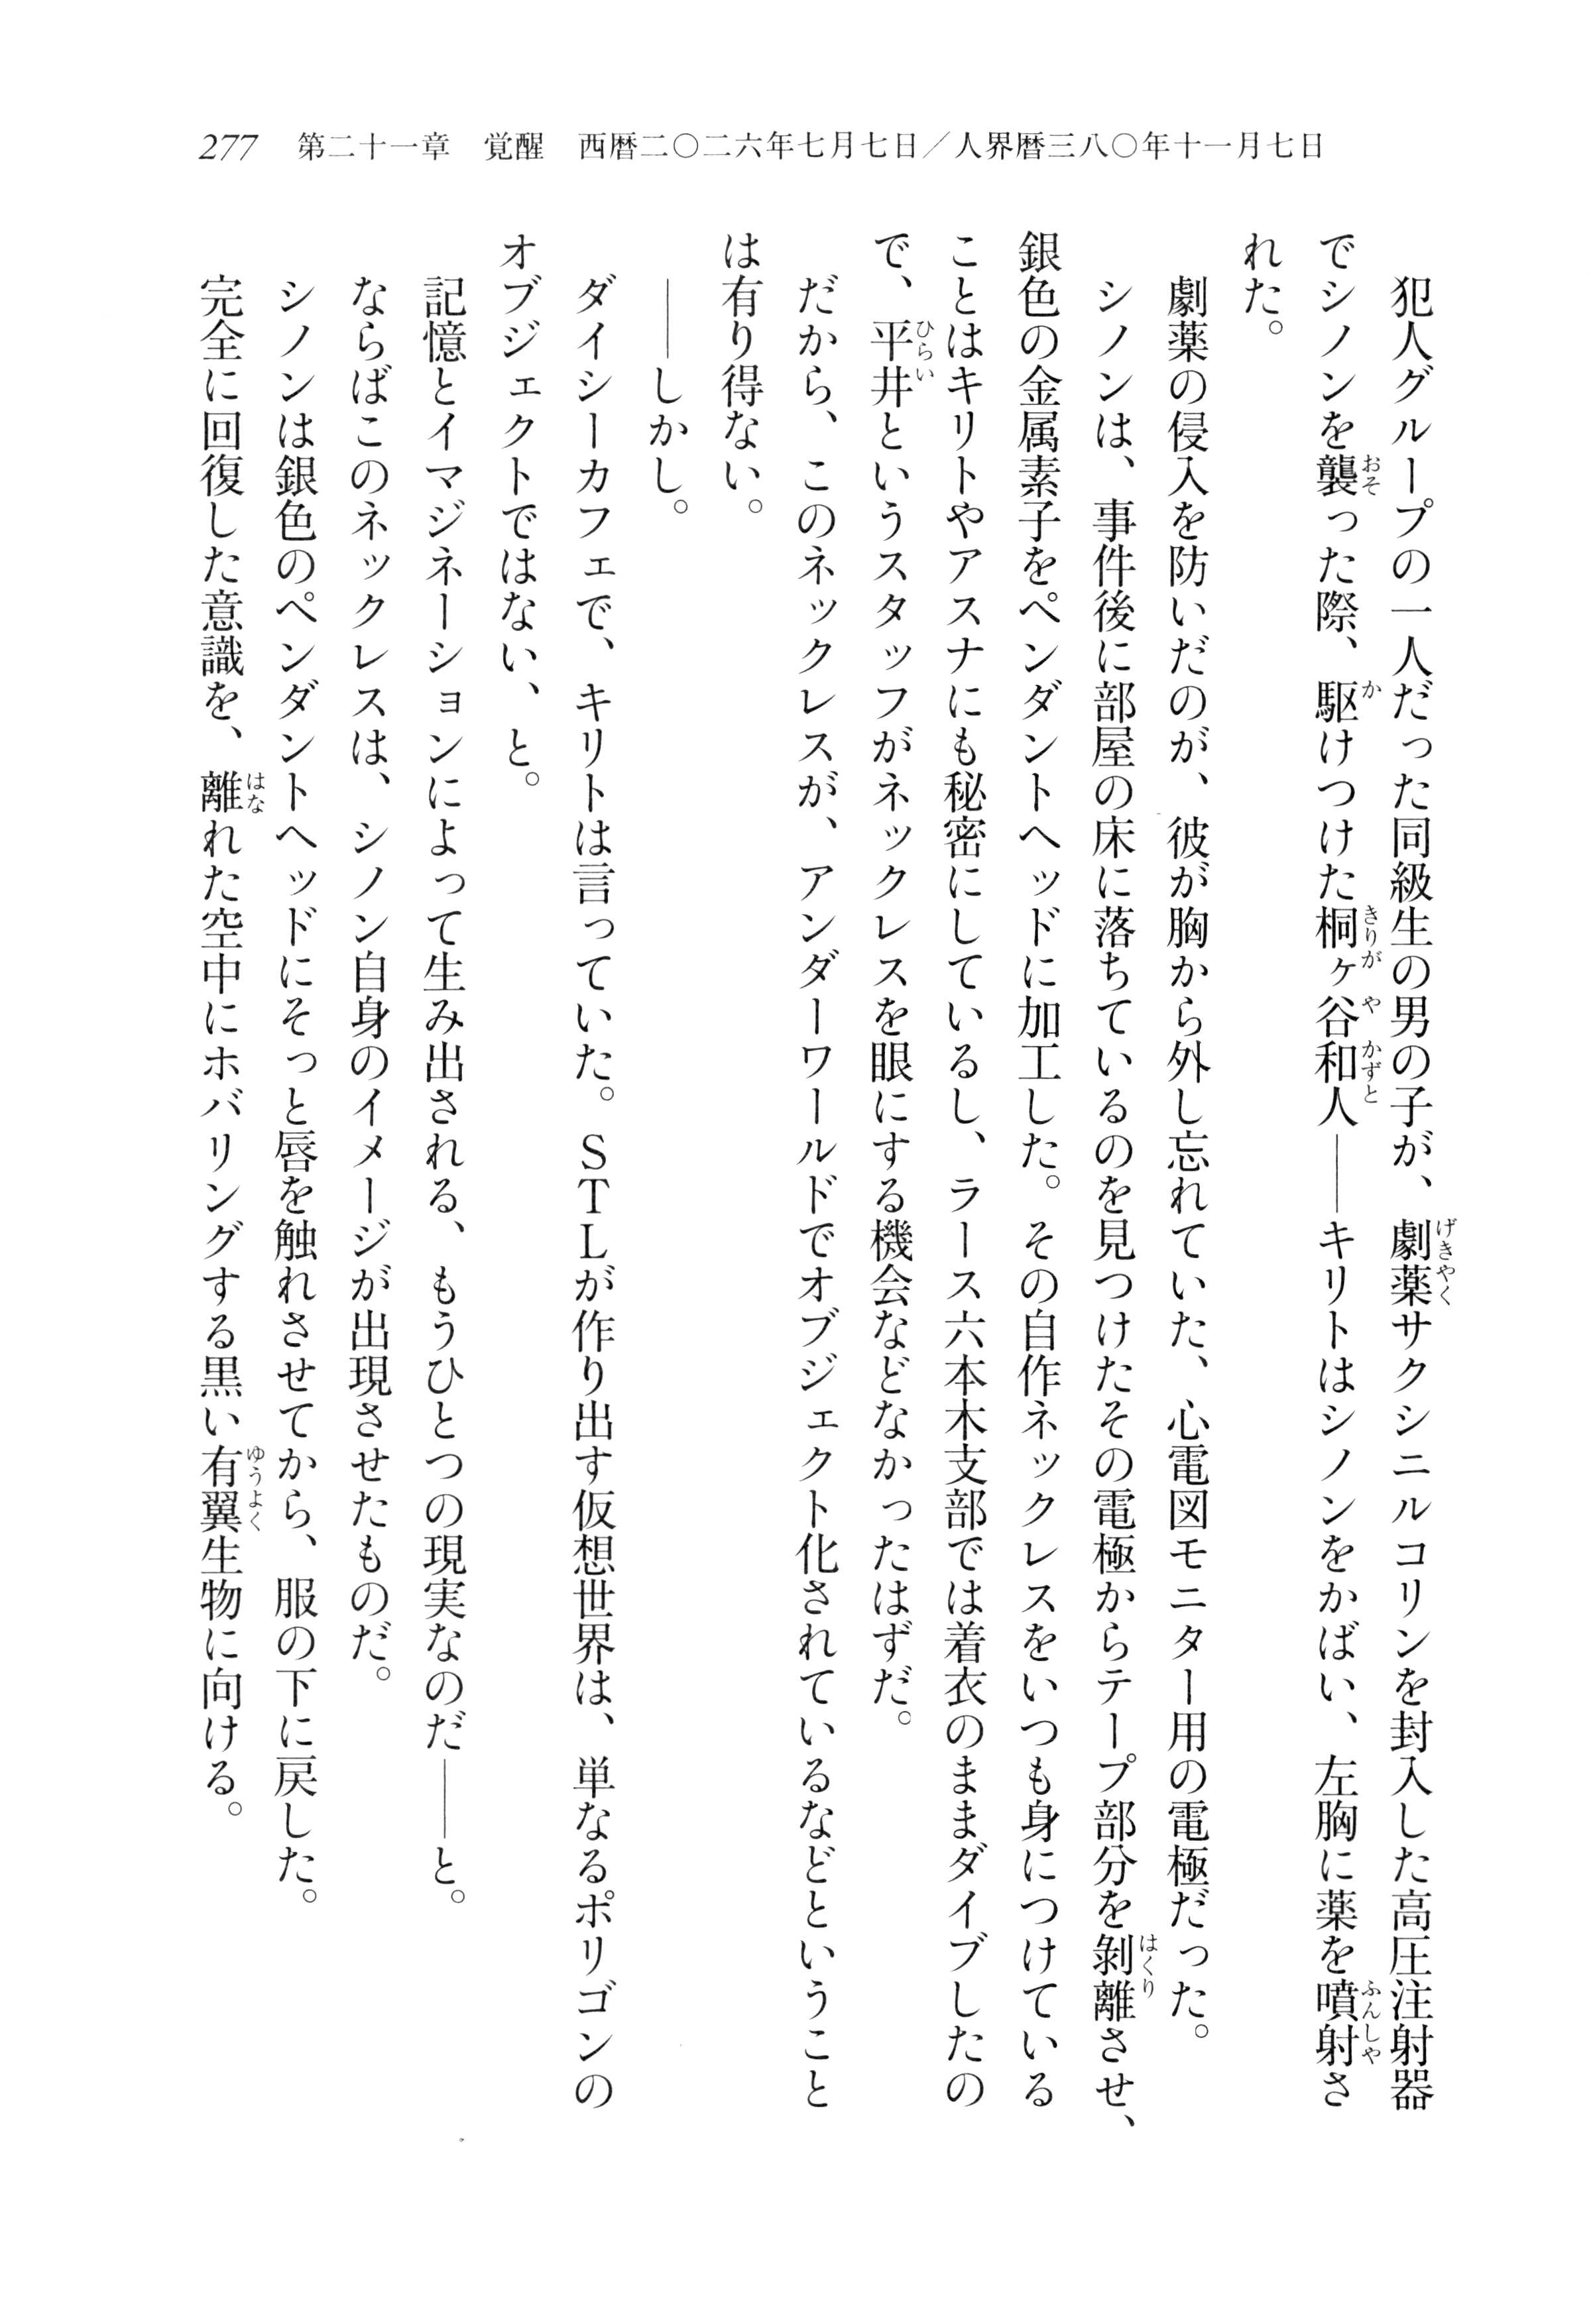 277　第二十一章　覚醒　西暦二〇二六年七月七日／人界暦三八〇年十一月七日
　犯人グループの一人だった同級生の男の子が、劇薬サクシニルコリンを封入した高圧注射器
でシノンを襲った際、駆けつけた桐ヶ谷和人――キリトはシノンをかばい、左胸に薬を噴射さ
れた。
　劇薬の侵入を防いだのが、彼が胸から外し忘れていた、心電図モニター用の電極だった。
　シノンは、事件後に部屋の床に落ちているのを見つけたその電極からテープ部分を剝離させ、
銀色の金属素子をペンダントヘッドに加工した。その自作ネックレスをいつも身につけている
ことはキリトやアスナにも秘密にしているし、ラース六本木支部では着衣のままダイブしたの
で、平井というスタッフがネックレスを眼にする機会などなかったはずだ。
　だから、このネックレスが、アンダーワールドでオブジェクト化されているなどということ
は有り得ない。
　――しかし。
　ダイシーカフェで、キリトは言っていた。ＳＴＬが作り出す仮想世界は、単なるポリゴンの
オブジェクトではない、と。
　記憶とイマジネーションによって生み出される、もうひとつの現実なのだ――と。
　ならばこのネックレスは、シノン自身のイメージが出現させたものだ。
　シノンは銀色のペンダントヘッドにそっと唇を触れさせてから、服の下に戻した。
　完全に回復した意識を、離れた空中にホバリングする黒い有翼生物に向ける。